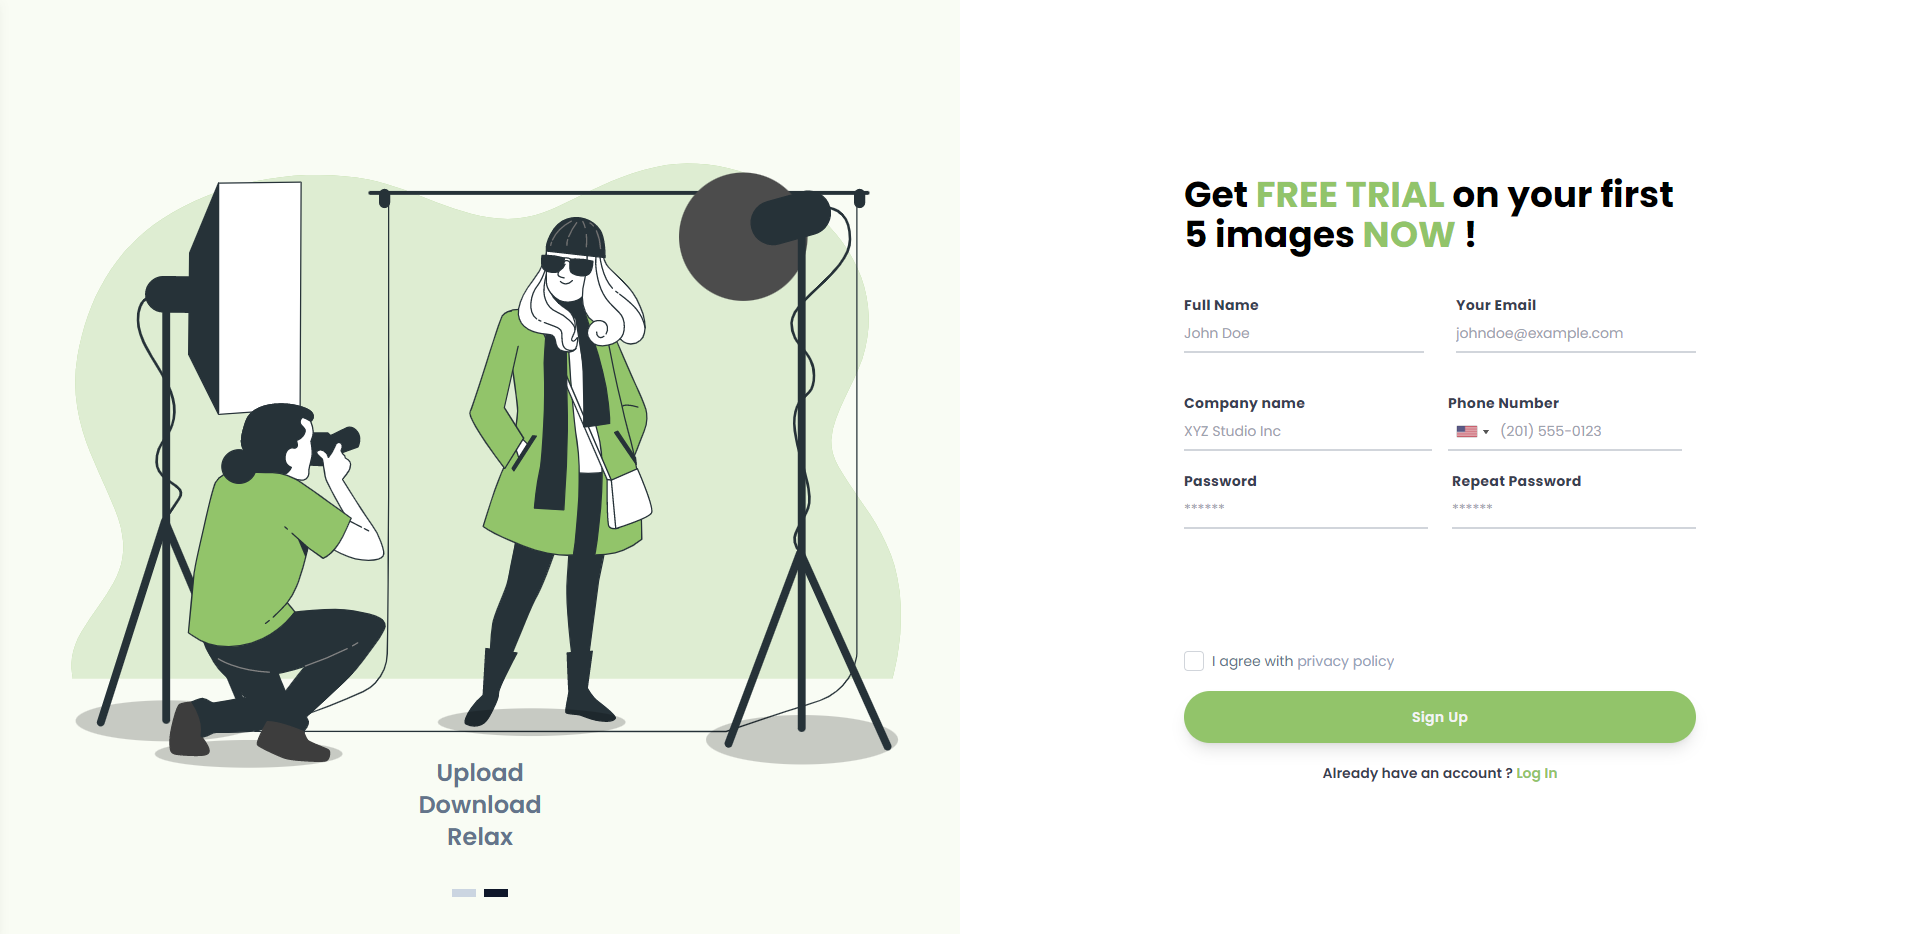 Upload
Download
Relax
Get FREE TRIAL on your first
5 images NOW !
Full Name
Your Email
John Doe
johndoe@example.com
Company name
Phone Number
XYZ Studio Inc
(201) 555-0123
Password
Repeat Password
******
******
I agree with privacy policy
Sign Up
Already have an account ? Log In